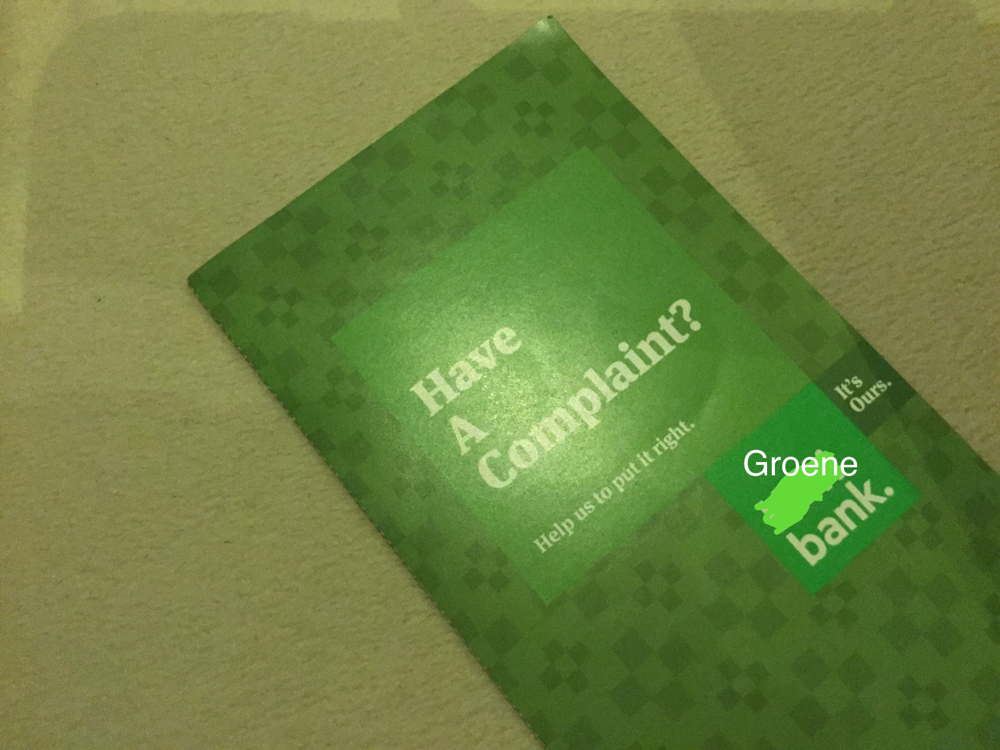 Have
A
Complaint?
Help us to put it right.
It's
Ours.
Groene
bank.